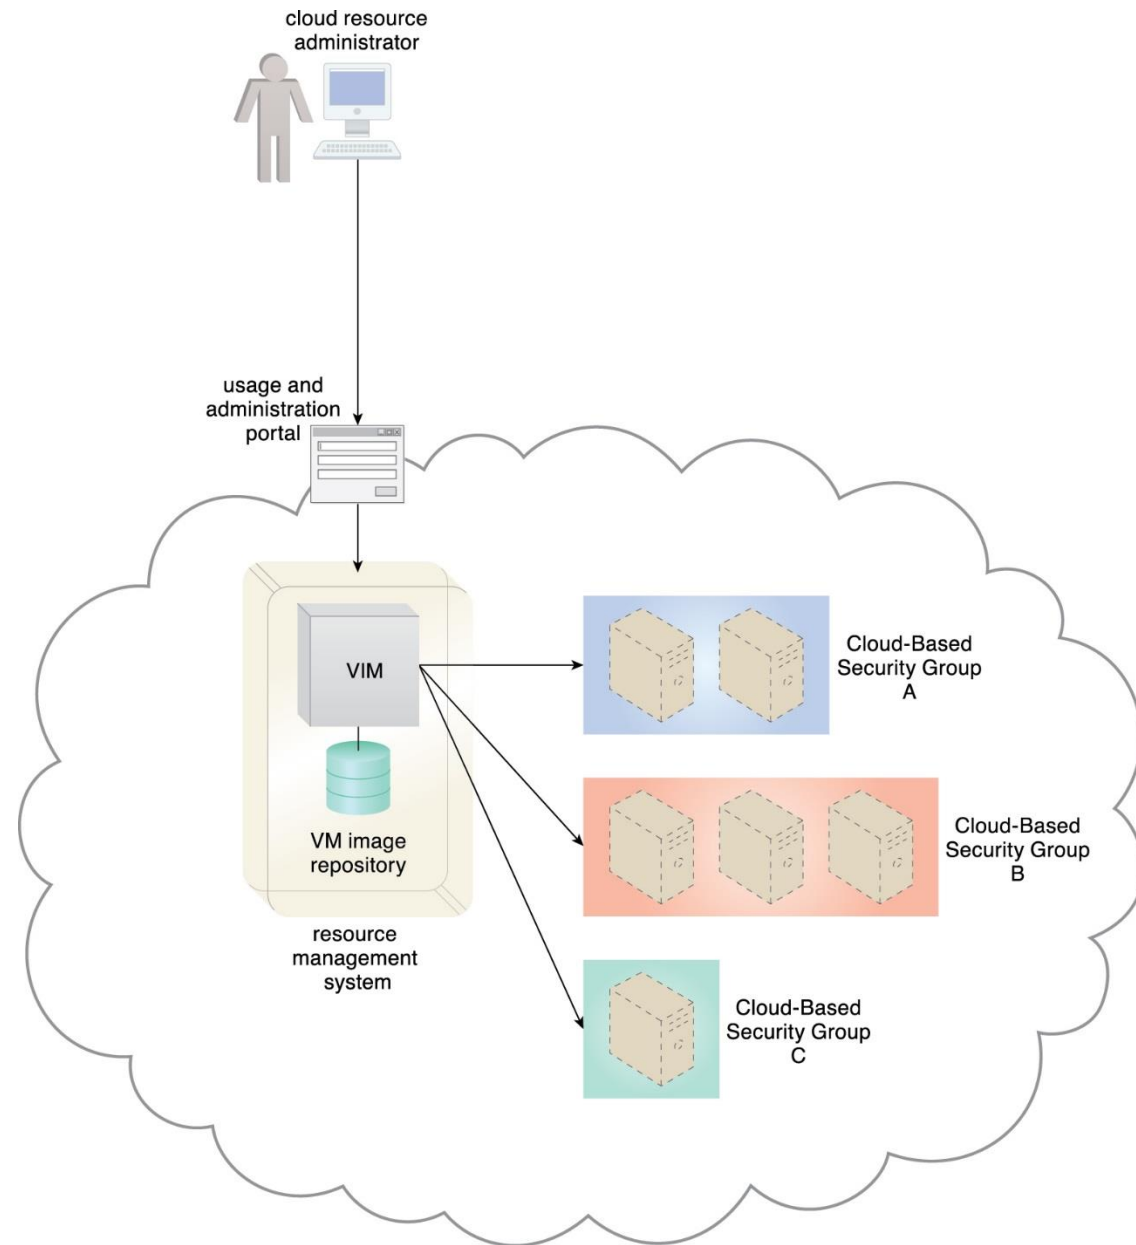 cloud resource
administrator
usage and
administration
portal
VIM
VM image
repository
resource
management
system
Cloud-Based
Security Group
A
Cloud-Based
Security Group
B
Cloud-Based
Security Group
C